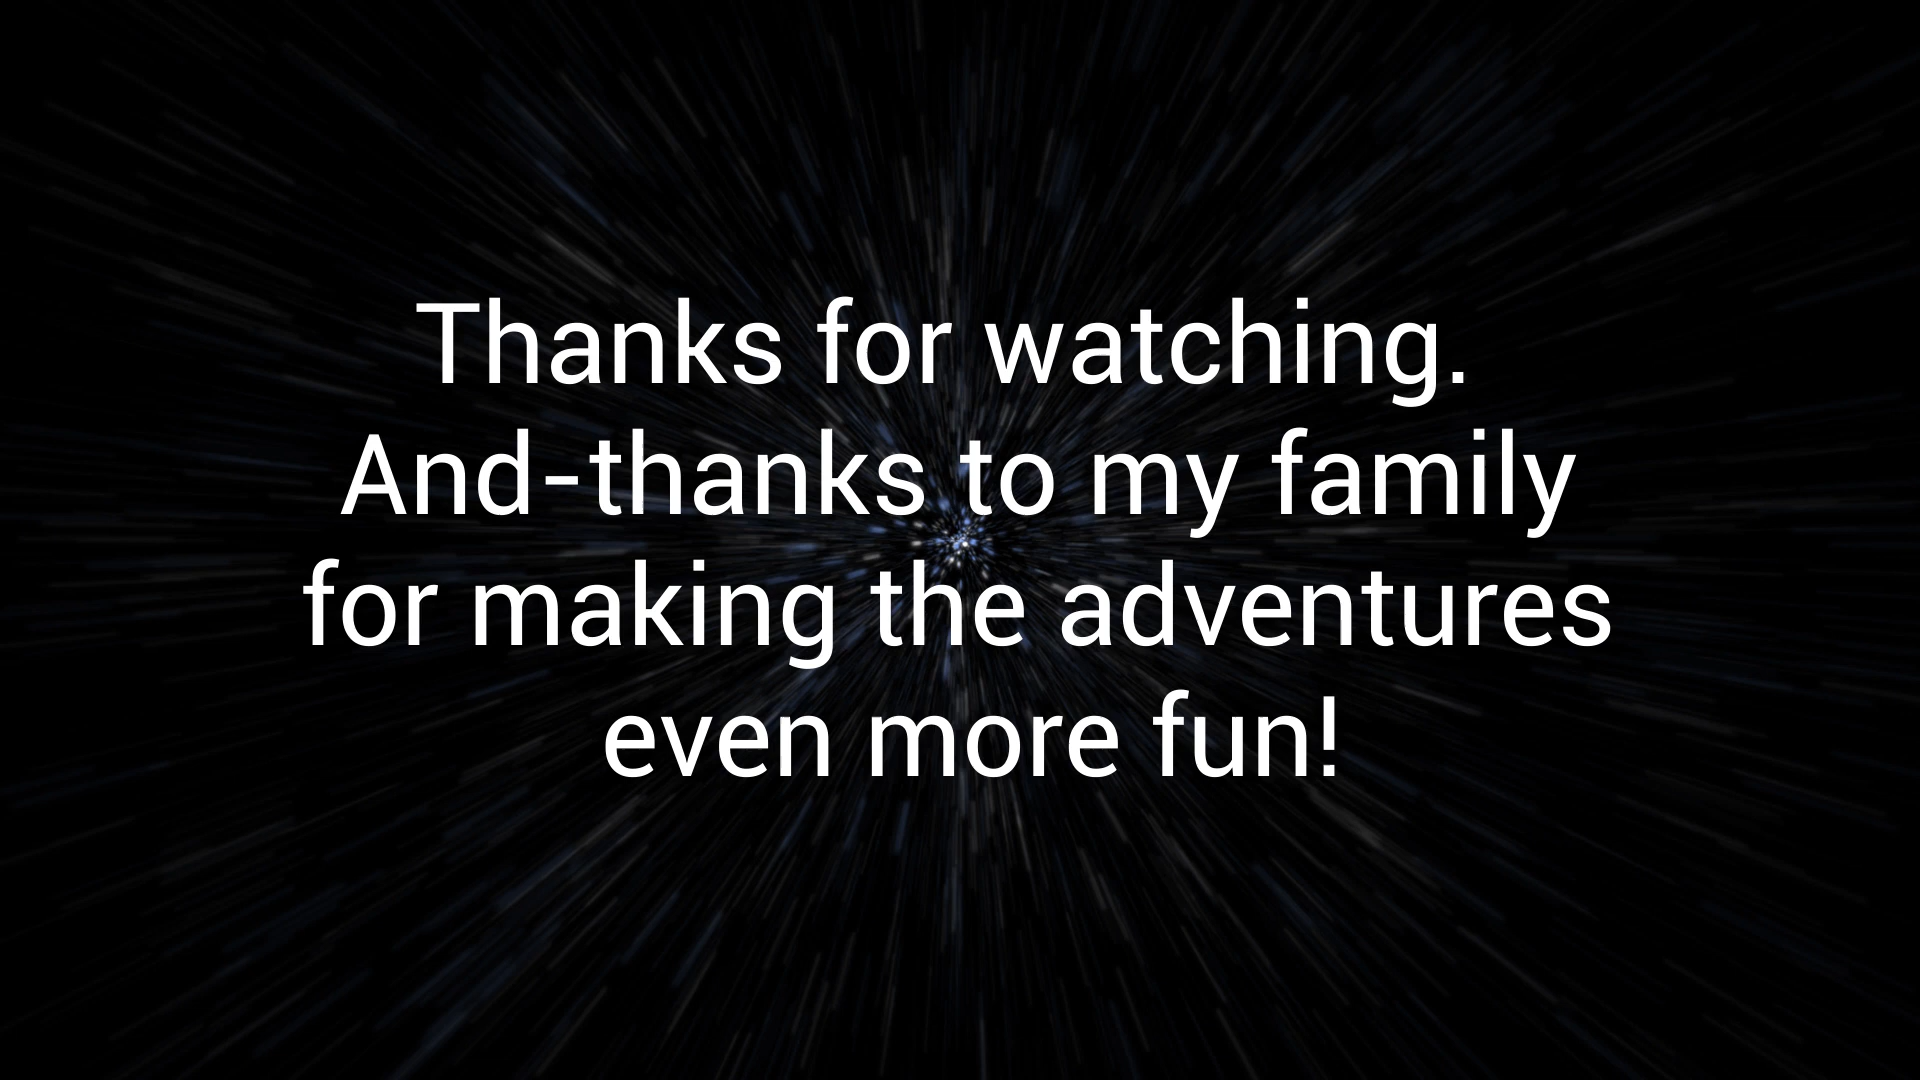 Thanks for watching.
And-thanks to my family
for making the adventures
even more fun!